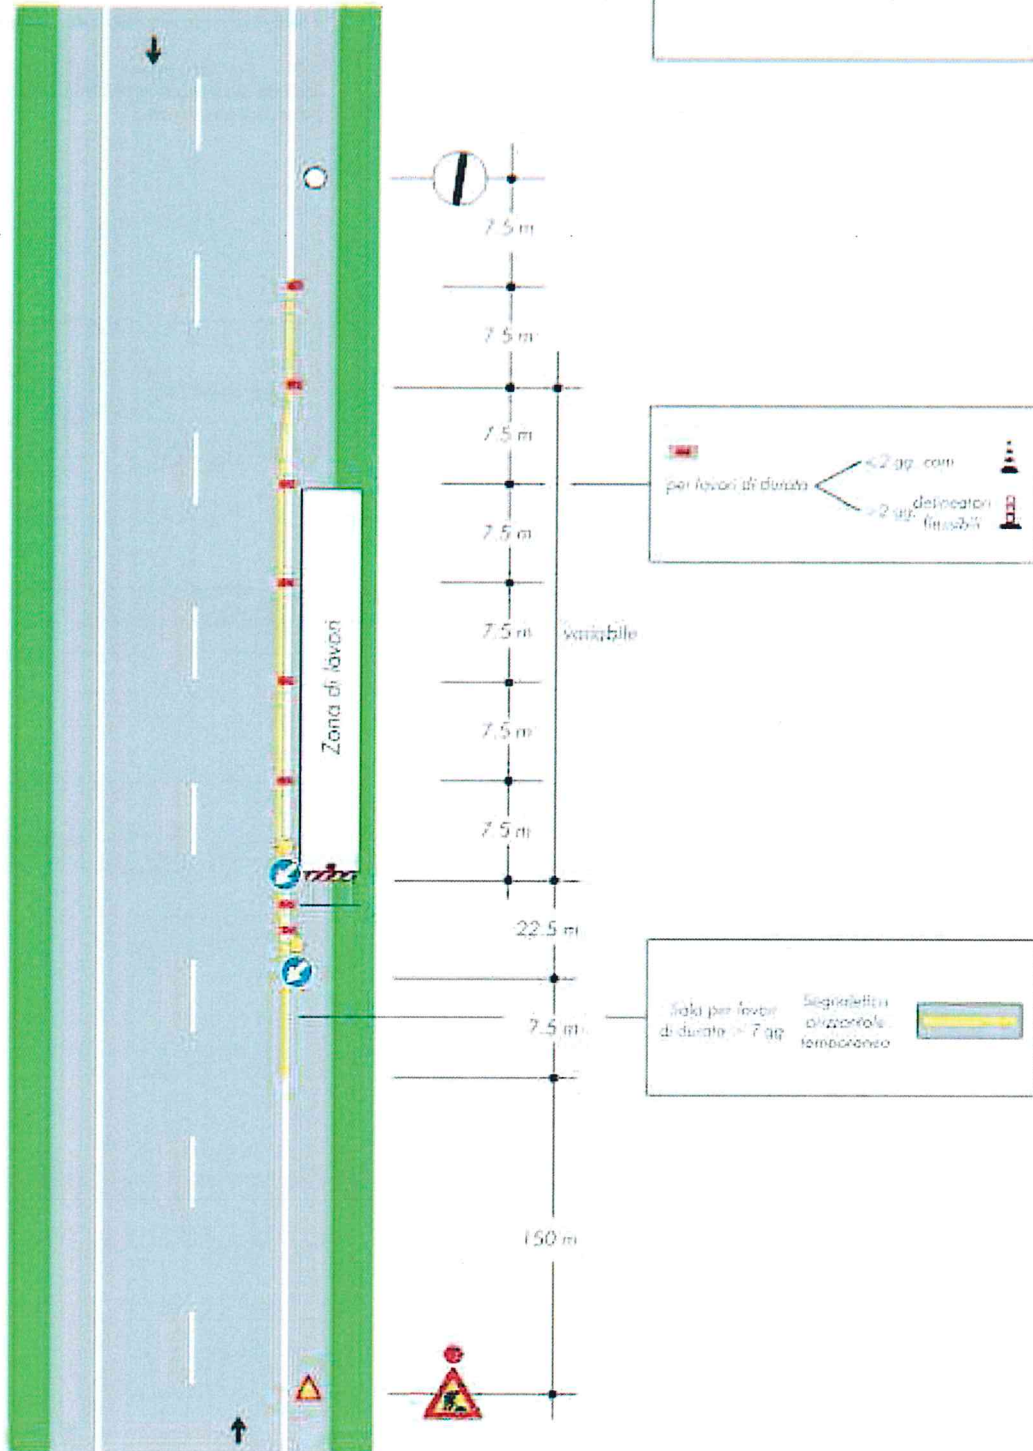 7.5 m
7.5 m
7.5 m
per lavori di durata
<2 gg. coni
>2 gg. delineatori flessibili
7.5 m
7.5 m
variabile
Zona di lavori
7.5 m
7.5 m
22.5 m
Solo per lavori di durata > 7 gg
Segnaletica orizzontale temporanea
7.5 m
150 m